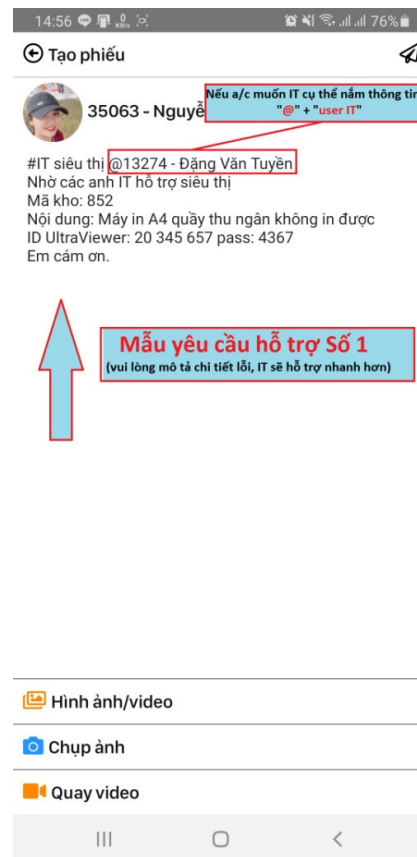 14:56
0
KB/s
76%
Tạo phiếu
35063 - Nguyễ
Nếu a/c muốn IT cụ thể nắm thông tin
"@" + "user IT"
#IT siêu thị @13274 - Đặng Văn Tuyền
Nhờ các anh IT hỗ trợ siêu thị
Mã kho: 852
Nội dung: Máy in A4 quầy thu ngân không in được
ID UltraViewer: 20 345 657 pass: 4367
Em cám ơn.
Mẫu yêu cầu hỗ trợ Số 1
(vui lòng mô tả chi tiết lỗi, IT sẽ hỗ trợ nhanh hơn)
Hình ảnh/video
Chụp ảnh
Quay video